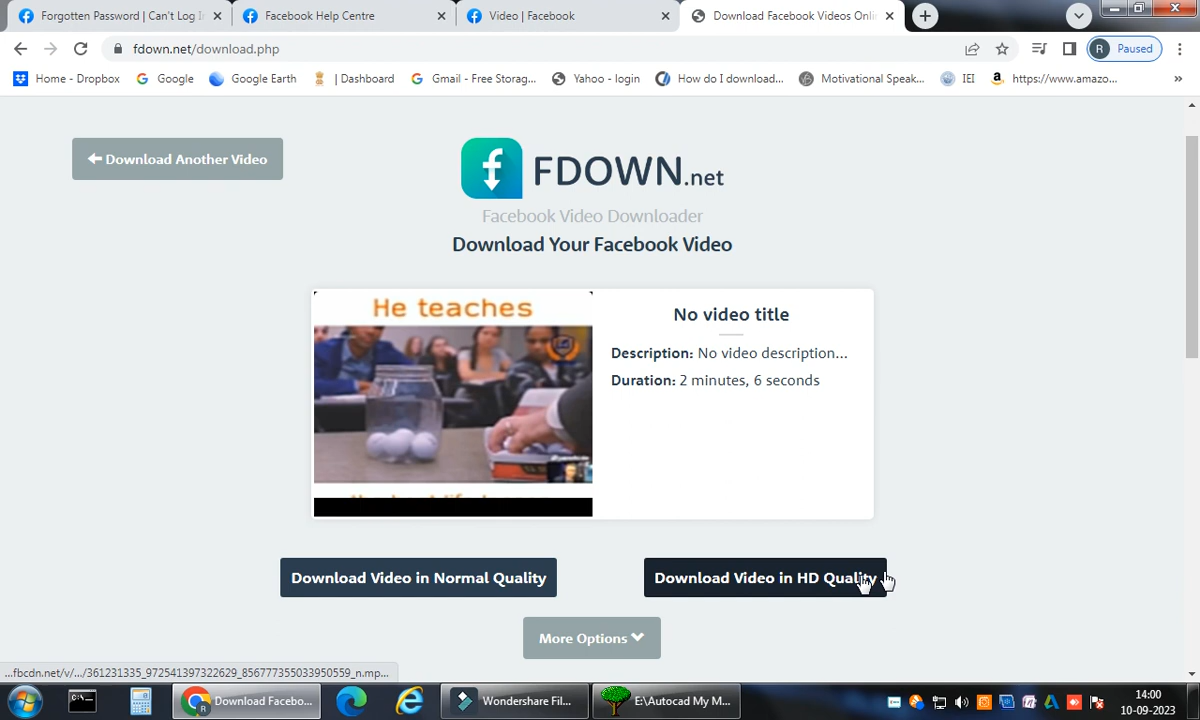 Forgotten Password | Can't Log I
Facebook Help Centre
Video | Facebook
Download Facebook Videos Onli
fdown.net/download.php
R
Paused
Home - Dropbox
Google
Google Earth
| Dashboard
Gmail - Free Storag...
Yahoo - login
How do I download...
Motivational Speak...
IEI
https://www.amazo...
Download Another Video
FDOWN.net
Facebook Video Downloader
Download Your Facebook Video
He teaches
No video title
Description: No video description...
Duration: 2 minutes, 6 seconds
Download Video in Normal Quality
Download Video in HD Quality
More Options
...fbcdn.net/v/.../361231335_972541397322629_856777355033950559_n.mp...
Download Facebo...
Wondershare Fil...
E:\Autocad My M...
14:00
10-09-2023